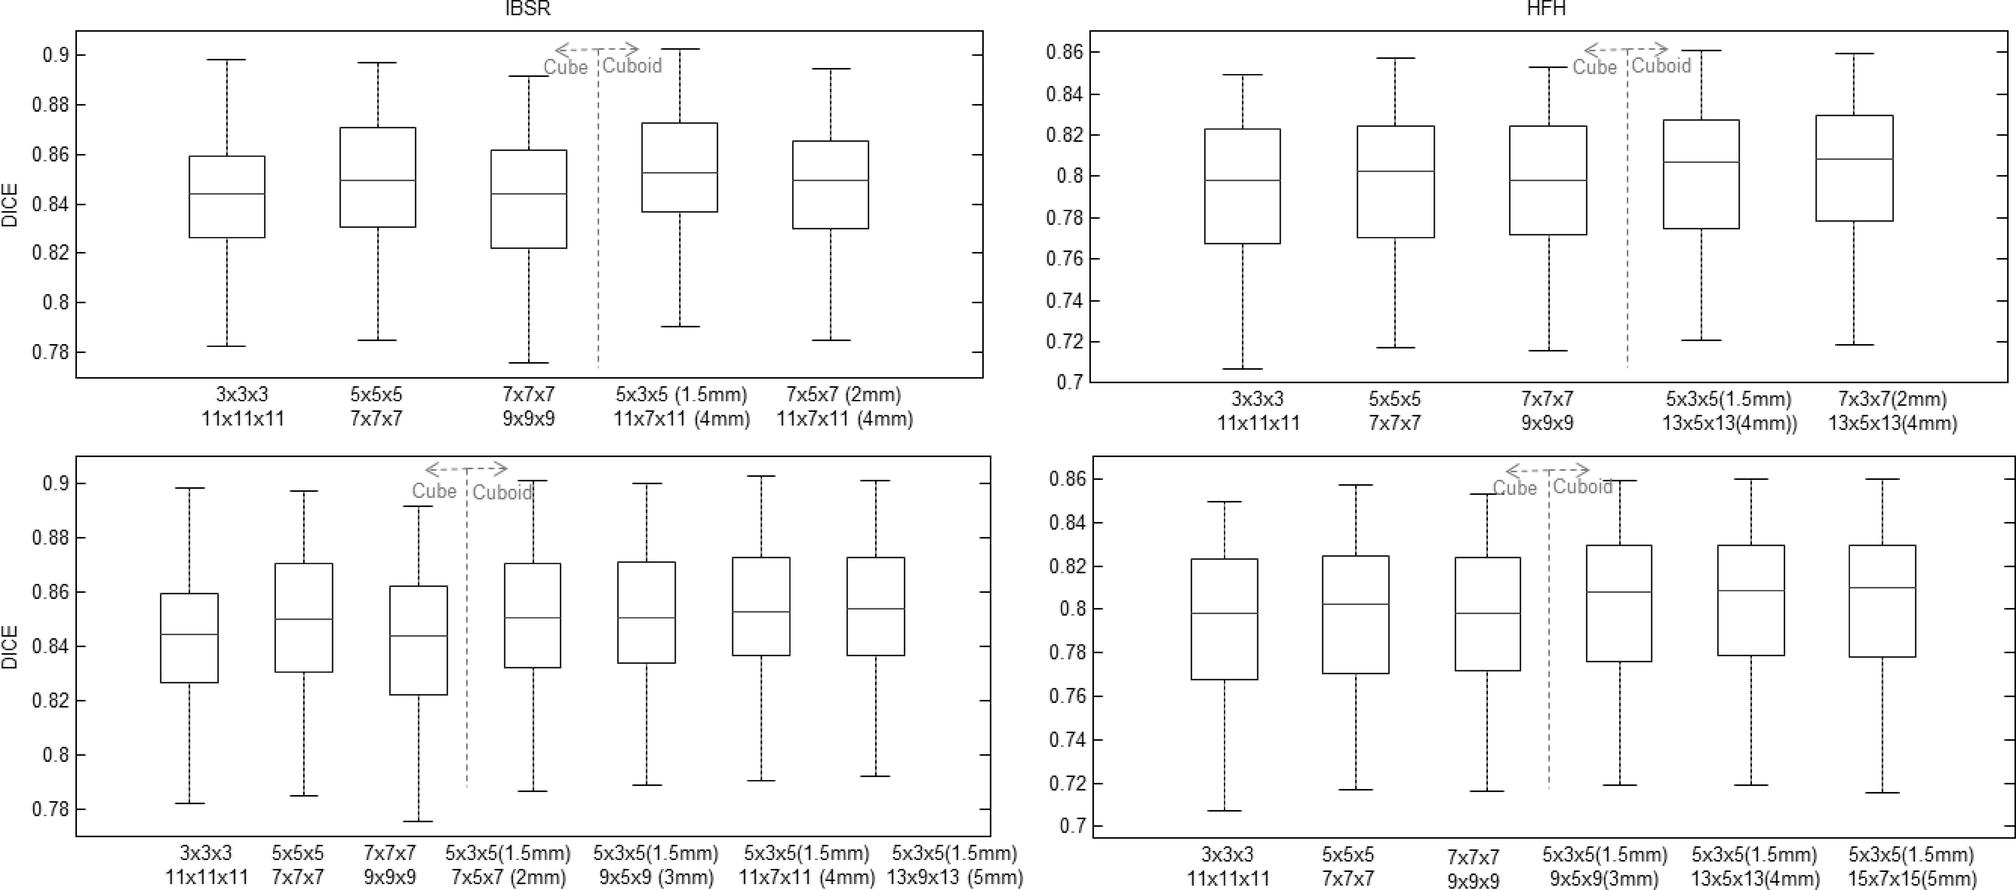 IBSR
HFH
DICE
0.9
0.88
0.86
0.84
0.82
0.8
0.78
Cube Cuboid
3x3x3 5x5x5 7x7x7 5x3x5 (1.5mm) 7x5x7 (2mm)
11x11x11 7x7x7 9x9x9 11x7x11 (4mm) 11x7x11 (4mm)
0.86
0.84
0.82
0.8
0.78
0.76
0.74
0.72
0.7
Cube Cuboid
3x3x3 5x5x5 7x7x7 5x3x5(1.5mm) 7x3x7(2mm)
11x11x11 7x7x7 9x9x9 13x5x13(4mm)) 13x5x13(4mm)
DICE
0.9
0.88
0.86
0.84
0.82
0.8
0.78
Cube Cuboid
3x3x3 5x5x5 7x7x7 5x3x5(1.5mm) 5x3x5(1.5mm) 5x3x5(1.5mm) 5x3x5(1.5mm)
11x11x11 7x7x7 9x9x9 7x5x7 (2mm) 9x5x9 (3mm) 11x7x11 (4mm) 13x9x13 (5mm)
0.86
0.84
0.82
0.8
0.78
0.76
0.74
0.72
0.7
Cube Cuboid
3x3x3 5x5x5 7x7x7 5x3x5(1.5mm) 5x3x5(1.5mm) 5x3x5(1.5mm)
11x11x11 7x7x7 9x9x9 9x5x9(3mm) 13x5x13(4mm) 15x7x15(5mm)